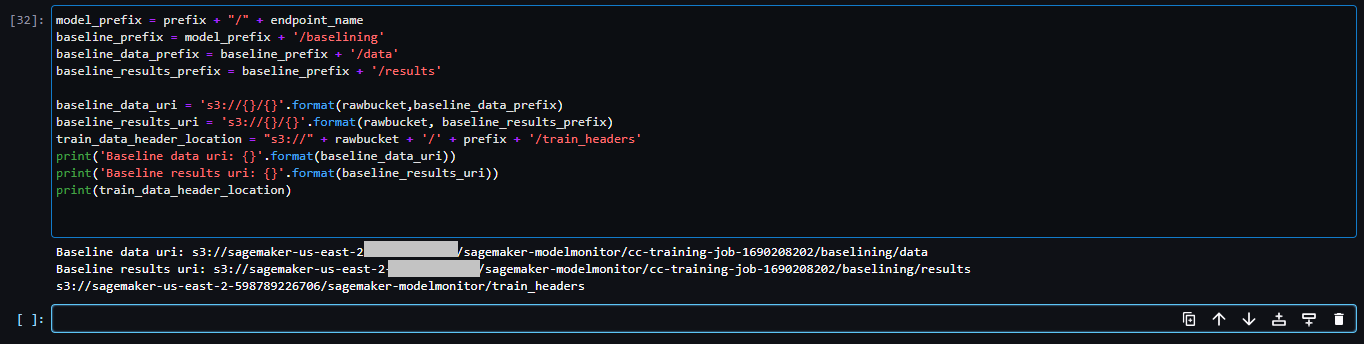 [32]: model_prefix = prefix + "/" + endpoint_name
baseline_prefix = model_prefix + '/baselining'
baseline_data_prefix = baseline_prefix + '/data'
baseline_results_prefix = baseline_prefix + '/results'
baseline_data_uri = 's3://{}/{}'.format(rawbucket,baseline_data_prefix)
baseline_results_uri = 's3://{}/{}'.format(rawbucket, baseline_results_prefix)
train_data_header_location = "s3://" + rawbucket + '/' + prefix + '/train_headers'
print('Baseline data uri: {}'.format(baseline_data_uri))
print('Baseline results uri: {}'.format(baseline_results_uri))
print(train_data_header_location)
Baseline data uri: s3://sagemaker-us-east-2 /sagemaker-modelmonitor/cc-training-job-1690208202/baselining/data
Baseline results uri: s3://sagemaker-us-east-2- /sagemaker-modelmonitor/cc-training-job-1690208202/baselining/results
s3://sagemaker-us-east-2-598789226706/sagemaker-modelmonitor/train_headers
[ ]: